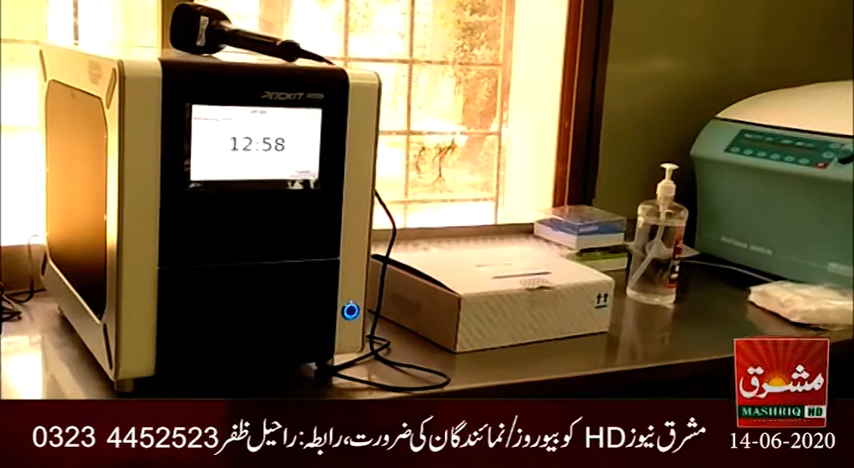 POCKIT
12:58
مشرق
MASHRIQ HD
مشرق نیوز HD کو بیوروز/نمائندگان کی ضرورت، رابطہ: راحیل ظفر 0323 4452523
14-06-2020